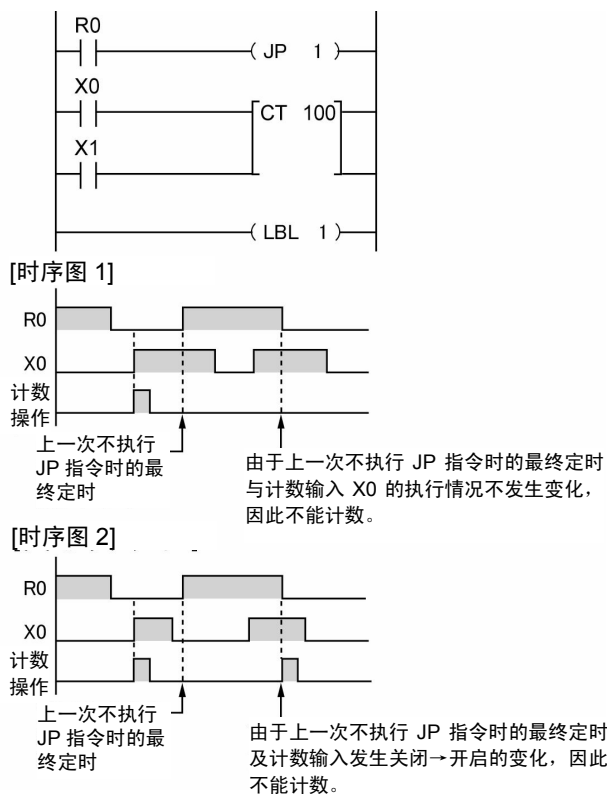 R0
( JP 1 )
X0
CT 100
X1
( LBL 1 )
[时序图 1]
R0
X0
计数
操作
上一次不执行
JP 指令时的最
终定时
由于上一次不执行 JP 指令时的最终定时
与计数输入 X0 的执行情况不发生变化，
因此不能计数。
[时序图 2]
R0
X0
计数
操作
上一次不执行
JP 指令时的最
终定时
由于上一次不执行 JP 指令时的最终定时
及计数输入发生关闭→开启的变化，因此
不能计数。